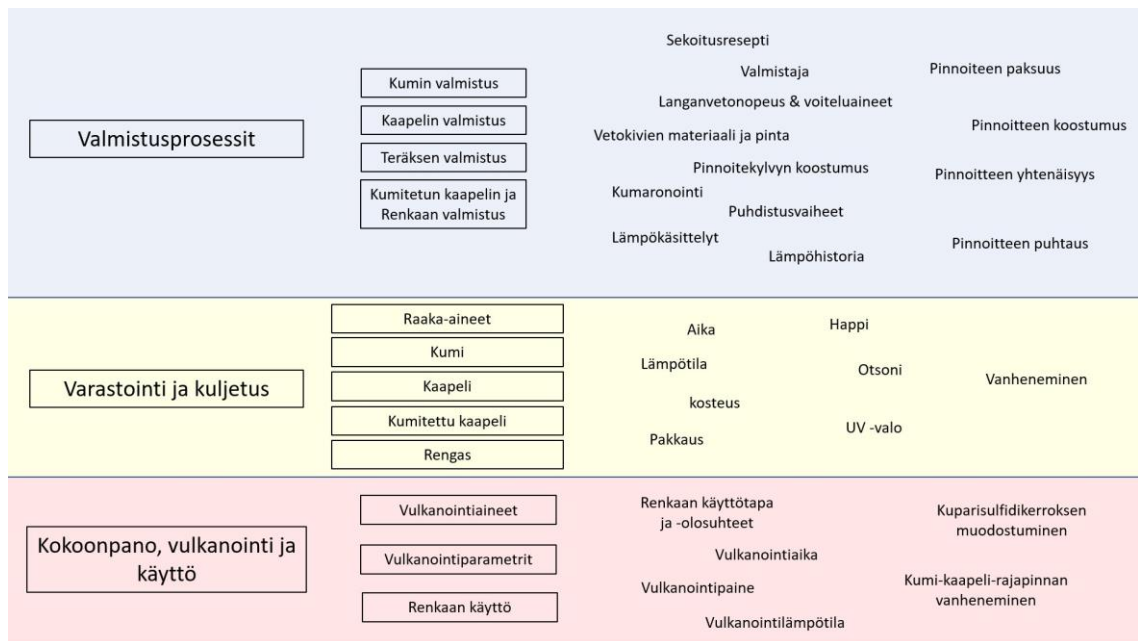 Valmistusprosessit
Kumin valmistus
Kaapelin valmistus
Teräksen valmistus
Kumitetun kaapelin ja
Renkaan valmistus
Sekoitusresepti
Valmistaja
Langanvetonopeus & voiteluaineet
Vetokivien materiaali ja pinta
Pinnoitekylvyn koostumus
Kumaronointi
Puhdistusvaiheet
Lämpökäsittelyt
Lämpöhistoria
Pinnoiteen paksuus
Pinnoitteen koostumus
Pinnoitteen yhtenäisyys
Pinnoitteen puhtaus
Varastointi ja kuljetus
Raaka-aineet
Kumi
Kaapeli
Kumitettu kaapeli
Rengas
Aika
Happi
Lämpötila
Otsoni
kosteus
UV -valo
Pakkaus
Vanheneminen
Kokoonpano, vulkanointi ja
käyttö
Vulkanointiaineet
Vulkanointiparametrit
Renkaan käyttö
Renkaan käyttötapa
ja -olosuhteet
Vulkanointiaika
Vulkanointipaine
Vulkanointilämpötila
Kuparisulfidikerroksen
muodostuminen
Kumi-kaapeli-rajapinnan
vanheneminen